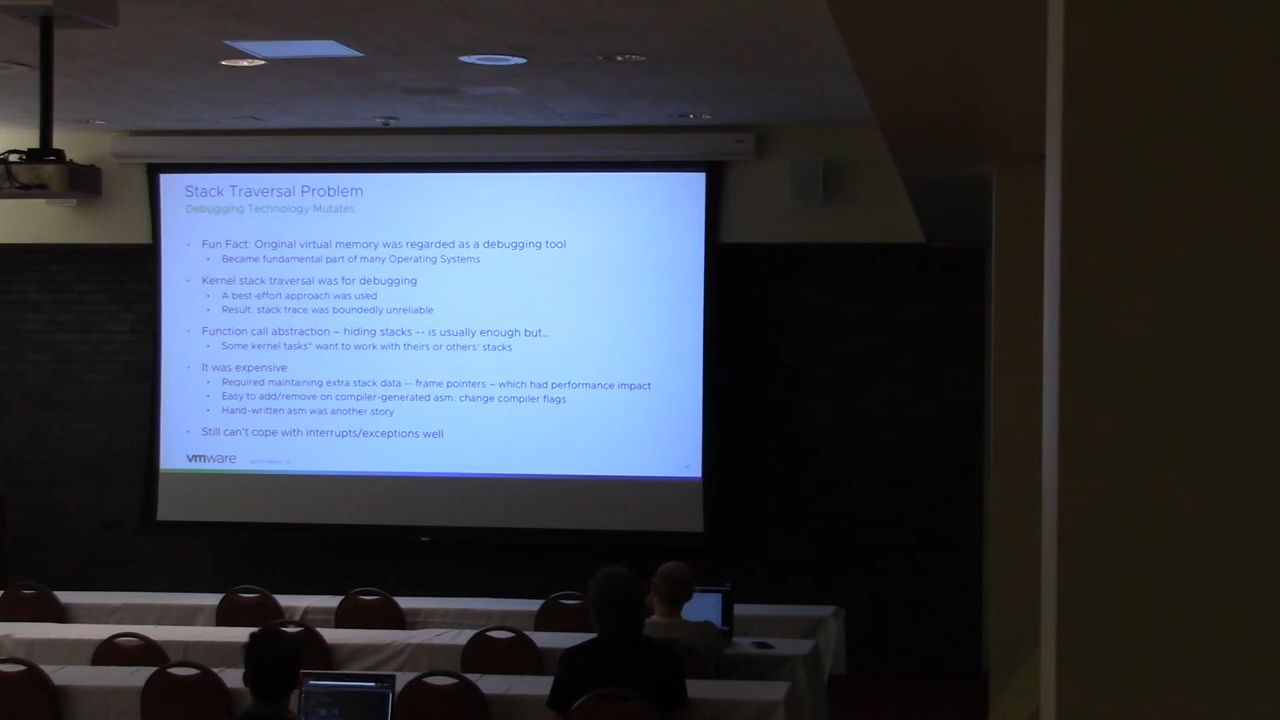 Stack Traversal Problem
Debugging Technology Mutates
• Fun Fact: Original virtual memory was regarded as a debugging tool
• Became fundamental part of many Operating Systems
• Kernel stack traversal was for debugging
• A best-effort approach was used
• Result: stack trace was boundedly unreliable
• Function call abstraction – hiding stacks -- is usually enough but...
• Some kernel tasks* want to work with theirs or others' stacks
• It was expensive
• Required maintaining extra stack data -- frame pointers – which had performance impact
• Easy to add/remove on compiler-generated asm: change compiler flags
• Hand-written asm was another story
• Still can't cope with interrupts/exceptions well
vmware